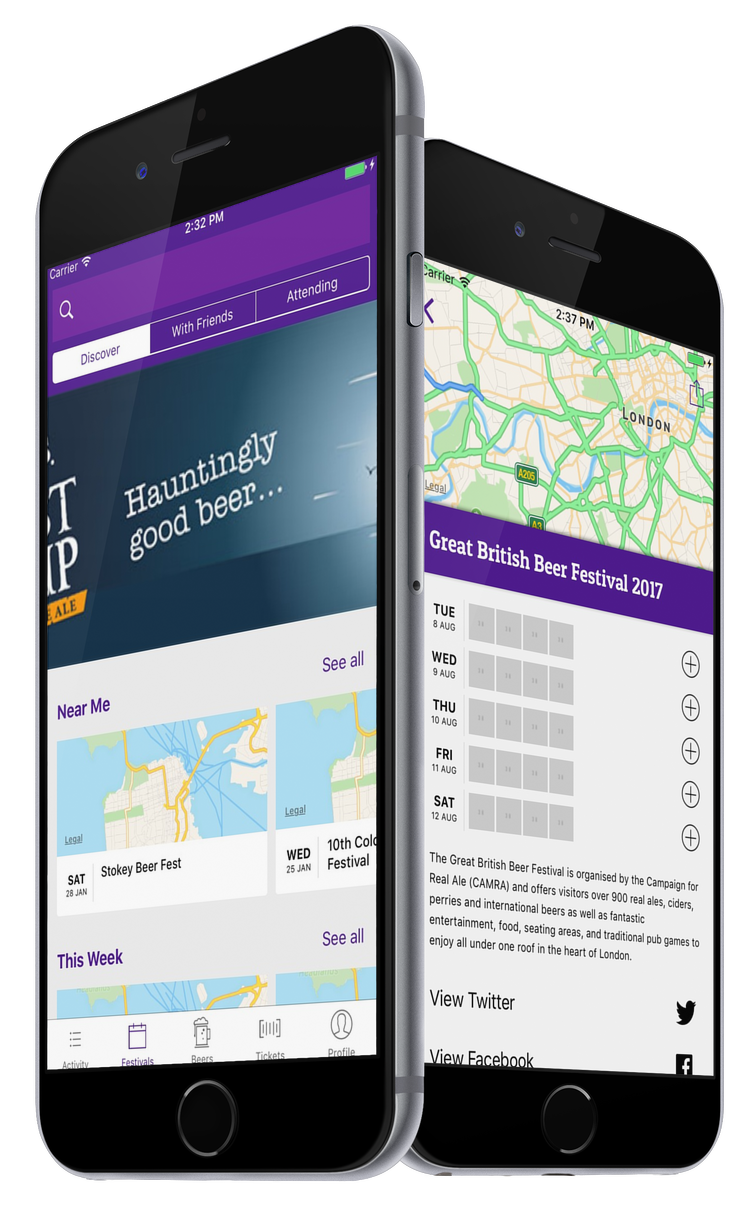 Carrier
2:32 PM
Discover
With Friends
Attending
Hauntingly
good beer...
ALE
Near Me
See all
Legal
Legal
SAT
28 JAN
Stokey Beer Fest
WED
25 JAN
10th Colo
Festival
This Week
See all
Activity
Festivals
Beers
Tickets
Profile
Carrier
2:37 PM
LONDON
A205
A3
Legal
Great British Beer Festival 2017
TUE
8 AUG
WED
9 AUG
THU
10 AUG
FRI
11 AUG
SAT
12 AUG
The Great British Beer Festival is organised by the Campaign for
Real Ale (CAMRA) and offers visitors over 900 real ales, ciders,
perries and international beers as well as fantastic
entertainment, food, seating areas, and traditional pub games to
enjoy all under one roof in the heart of London.
View Twitter
View Facebook